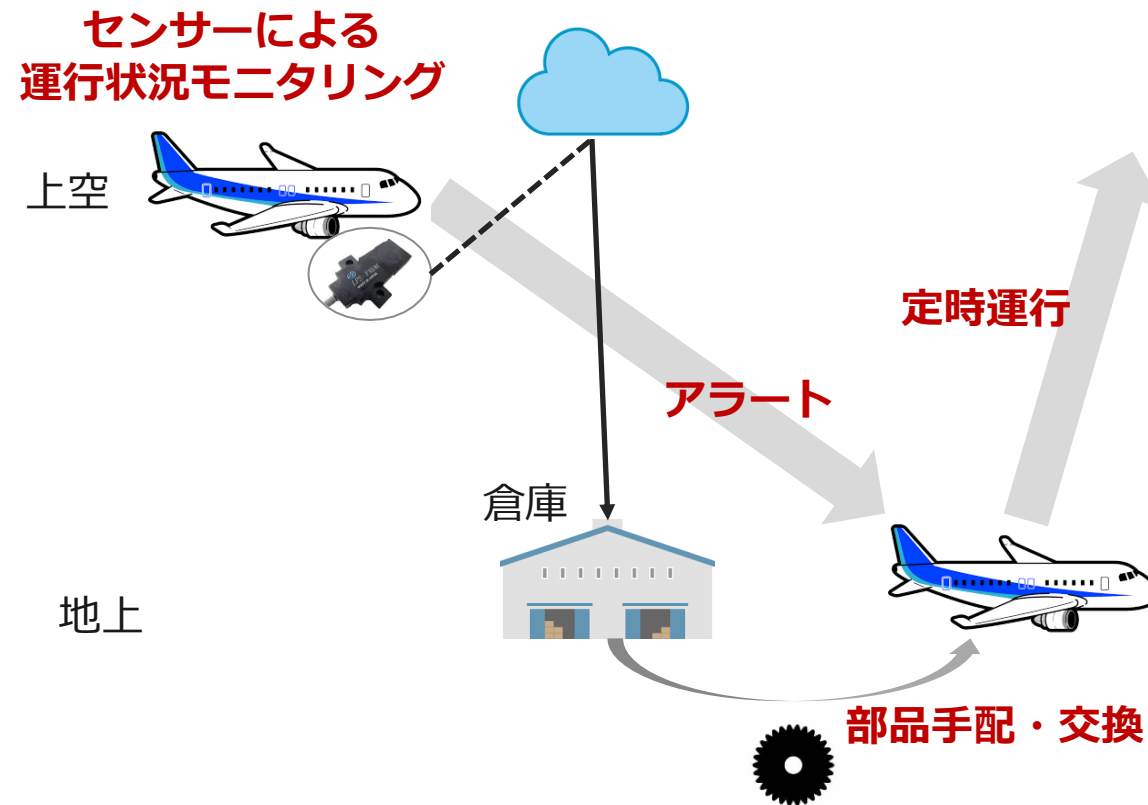 センサーによる
運行状況モニタリング
上空
定時運行
アラート
倉庫
地上
部品手配・交換